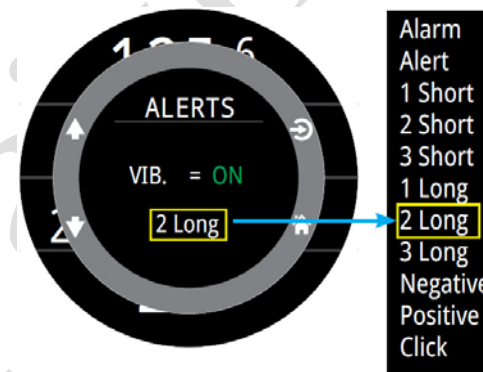 ALERTS
VIB. = ON
2 Long
Alarm
Alert
1 Short
2 Short
3 Short
1 Long
2 Long
3 Long
Negative
Positive
Click